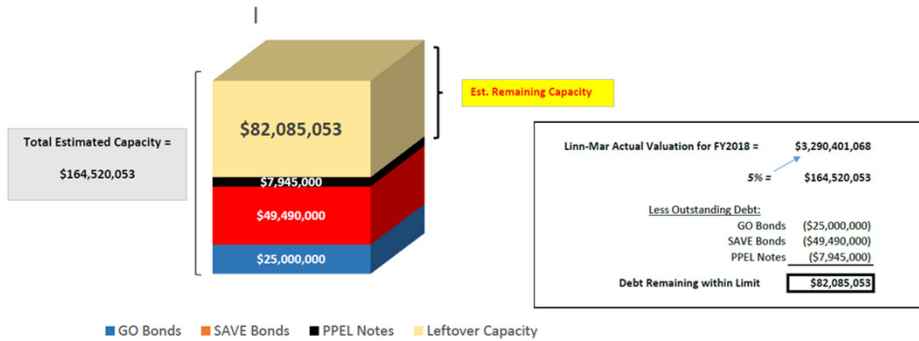 $82,085,053
$7,945,000
$49,490,000
$25,000,000
Total Estimated Capacity =
$164,520,053
Est. Remaining Capacity
Linn-Mar Actual Valuation for FY2018 = $3,290,401,068
5% = $164,520,053
Less Outstanding Debt:
GO Bonds ($25,000,000)
SAVE Bonds ($49,490,000)
PPEL Notes ($7,945,000)
Debt Remaining within Limit $82,085,053
GO Bonds SAVE Bonds PPEL Notes Leftover Capacity